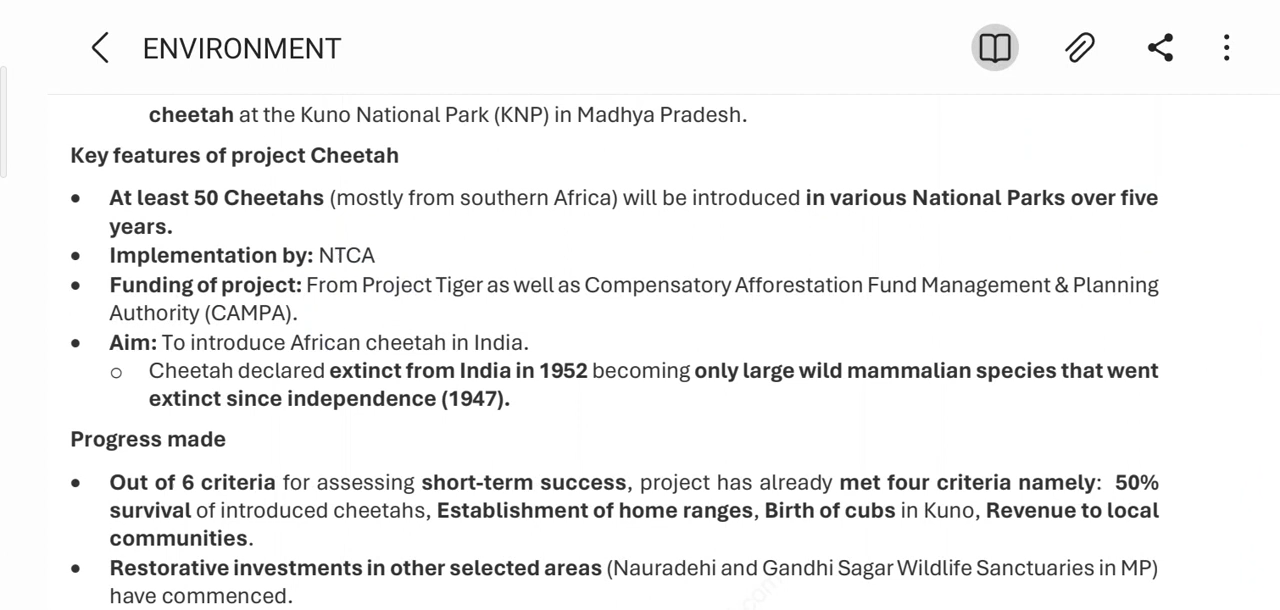 ENVIRONMENT
cheetah at the Kuno National Park (KNP) in Madhya Pradesh.
Key features of project Cheetah
• At least 50 Cheetahs (mostly from southern Africa) will be introduced in various National Parks over five
years.
• Implementation by: NTCA
• Funding of project: From Project Tiger as well as Compensatory Afforestation Fund Management & Planning
Authority (CAMPA).
• Aim: To introduce African cheetah in India.
o Cheetah declared extinct from India in 1952 becoming only large wild mammalian species that went
extinct since independence (1947).
Progress made
• Out of 6 criteria for assessing short-term success, project has already met four criteria namely: 50%
survival of introduced cheetahs, Establishment of home ranges, Birth of cubs in Kuno, Revenue to local
communities.
• Restorative investments in other selected areas (Nauradehi and Gandhi Sagar Wildlife Sanctuaries in MP)
have commenced.